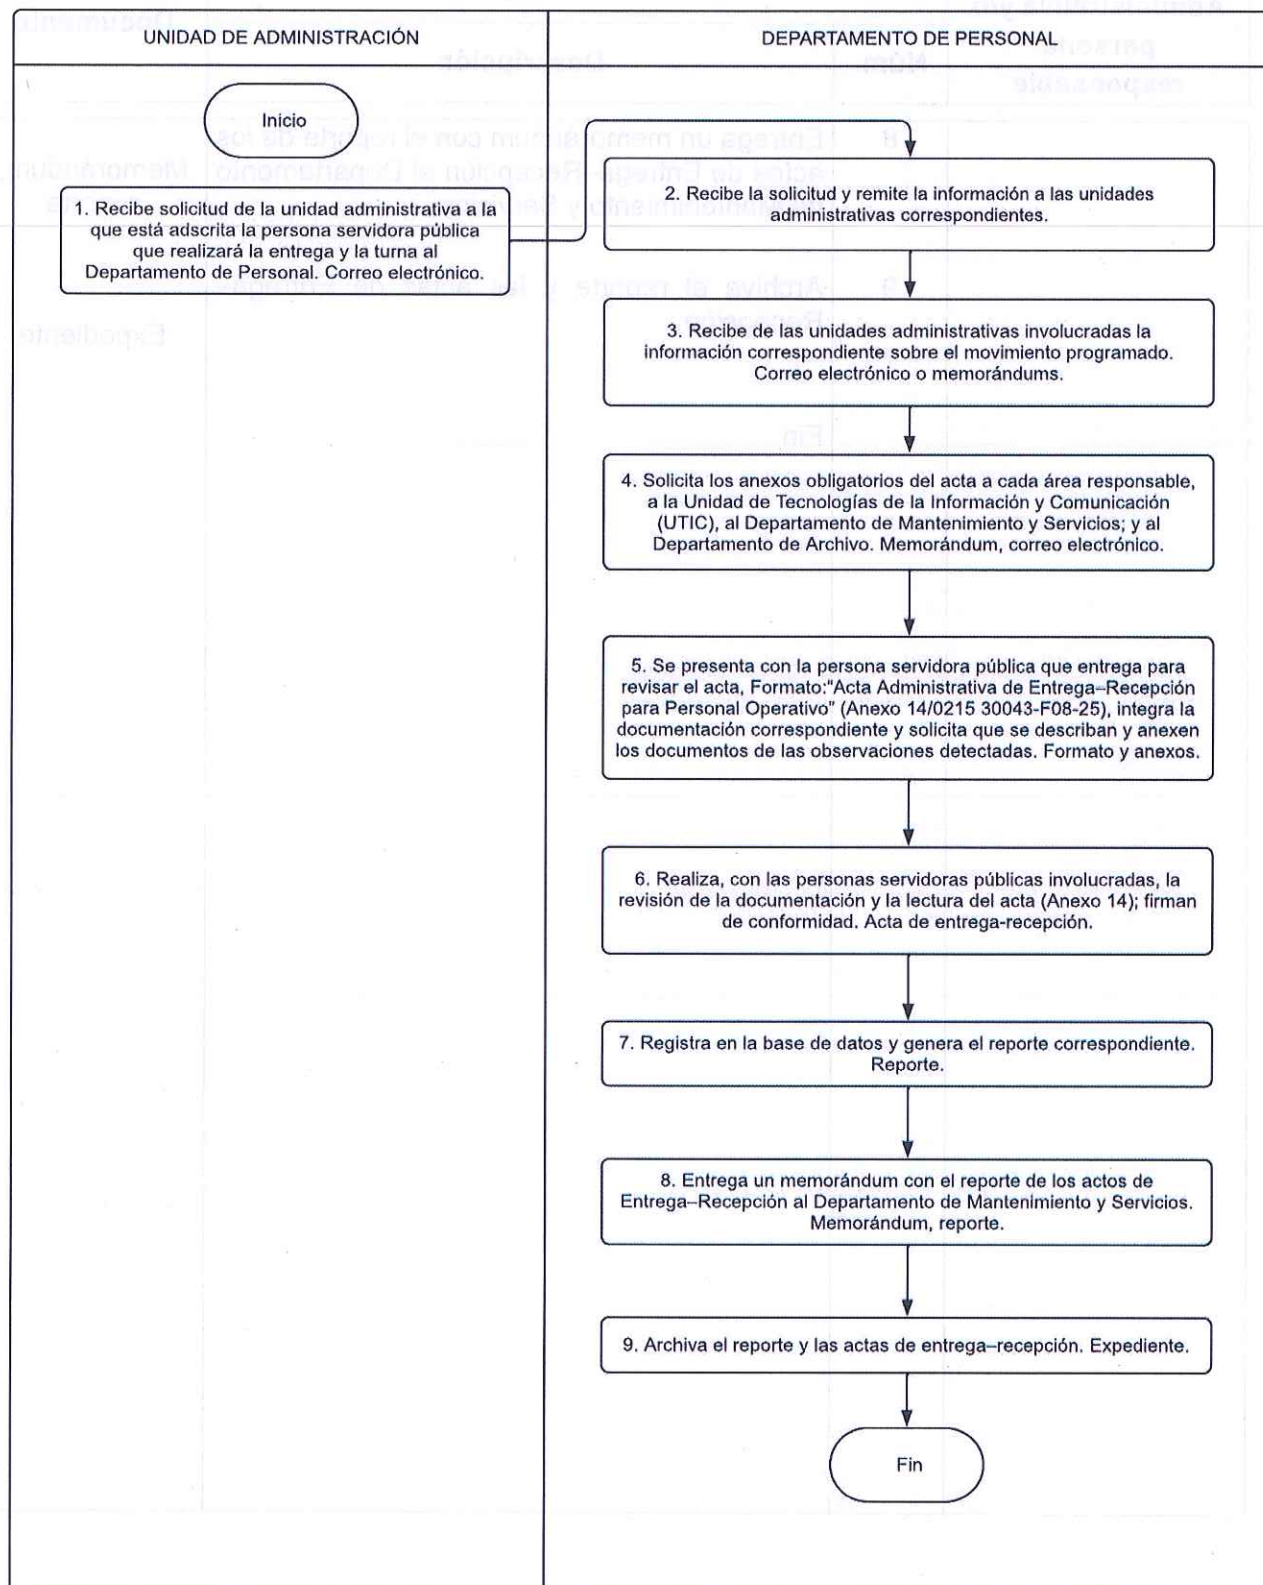 UNIDAD DE ADMINISTRACIÓN
DEPARTAMENTO DE PERSONAL
Inicio
1. Recibe solicitud de la unidad administrativa a la
que está adscrita la persona servidora pública
que realizará la entrega y la turna al
Departamento de Personal. Correo electrónico.
2. Recibe la solicitud y remite la información a las unidades
administrativas correspondientes.
3. Recibe de las unidades administrativas involucradas la
información correspondiente sobre el movimiento programado.
Correo electrónico o memorándums.
4. Solicita los anexos obligatorios del acta a cada área responsable,
a la Unidad de Tecnologías de la Información y Comunicación
(UTIC), al Departamento de Mantenimiento y Servicios; y al
Departamento de Archivo. Memorándum, correo electrónico.
5. Se presenta con la persona servidora pública que entrega para
revisar el acta, Formato:"Acta Administrativa de Entrega–Recepción
para Personal Operativo" (Anexo 14/0215 30043-F08-25), integra la
documentación correspondiente y solicita que se describan y anexen
los documentos de las observaciones detectadas. Formato y anexos.
6. Realiza, con las personas servidoras públicas involucradas, la
revisión de la documentación y la lectura del acta (Anexo 14); firman
de conformidad. Acta de entrega-recepción.
7. Registra en la base de datos y genera el reporte correspondiente.
Reporte.
8. Entrega un memorándum con el reporte de los actos de
Entrega–Recepción al Departamento de Mantenimiento y Servicios.
Memorándum, reporte.
9. Archiva el reporte y las actas de entrega–recepción. Expediente.
Fin